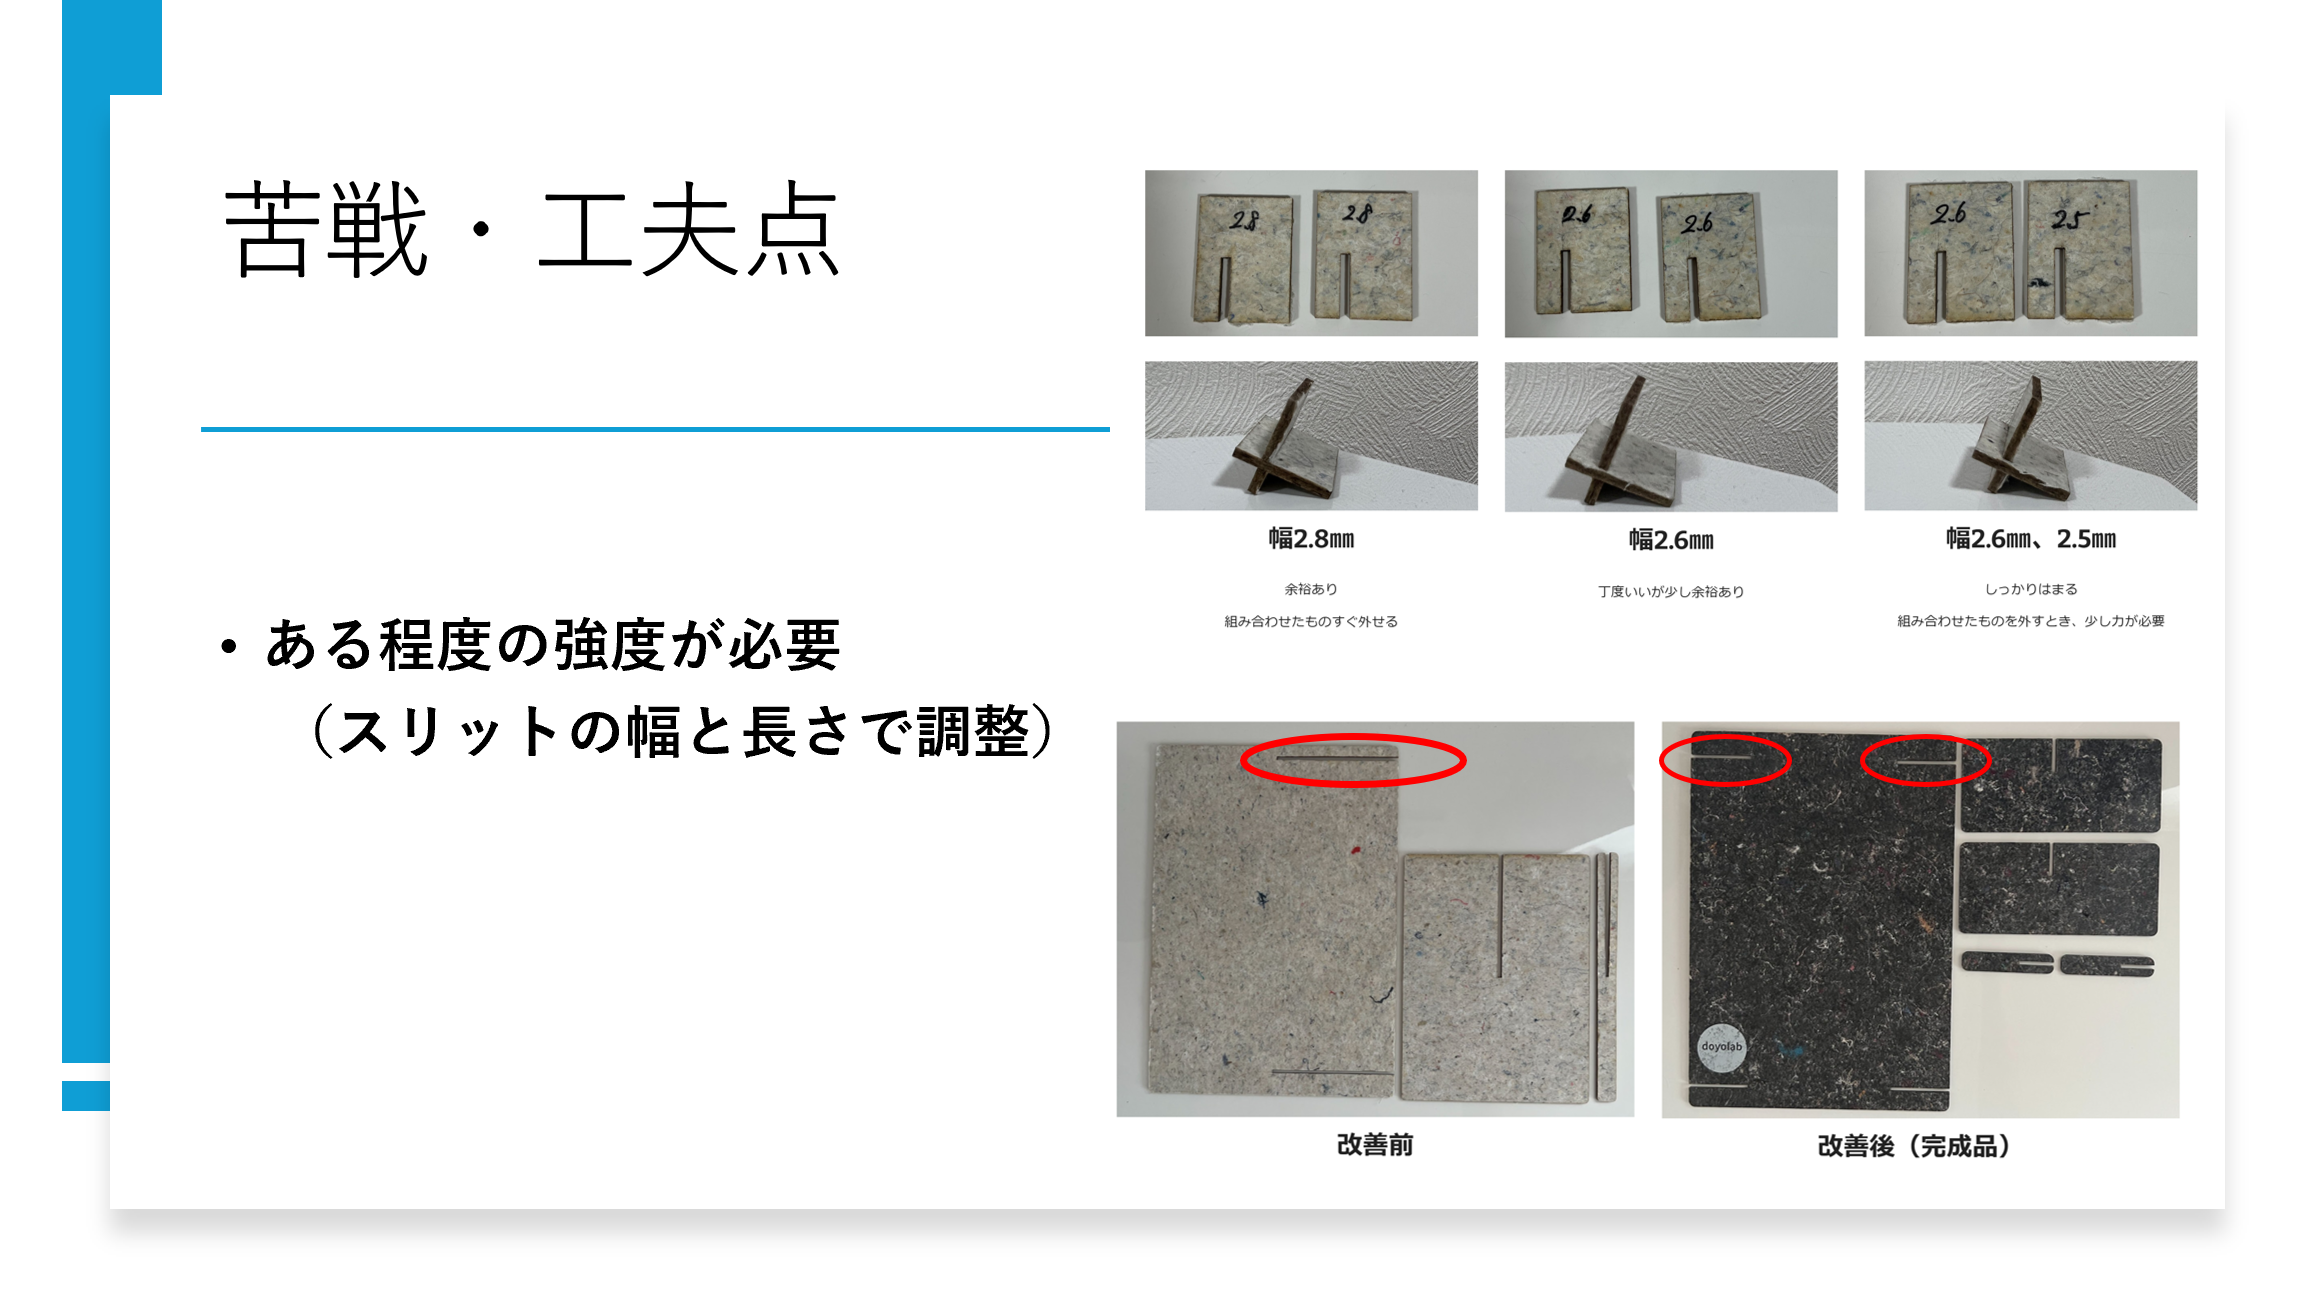 苦戦・工夫点
・ある程度の強度が必要
（スリットの幅と長さで調整）
2.8
2.8
2.6
2.6
2.6
2.5
幅2.8㎜
余裕あり
組み合わせたものすぐ外せる
幅2.6㎜
丁度いいが少し余裕あり
幅2.6㎜、2.5㎜
しっかりはまる
組み合わせたものを外すとき、少し力が必要
doyolab
改善前
改善後（完成品）